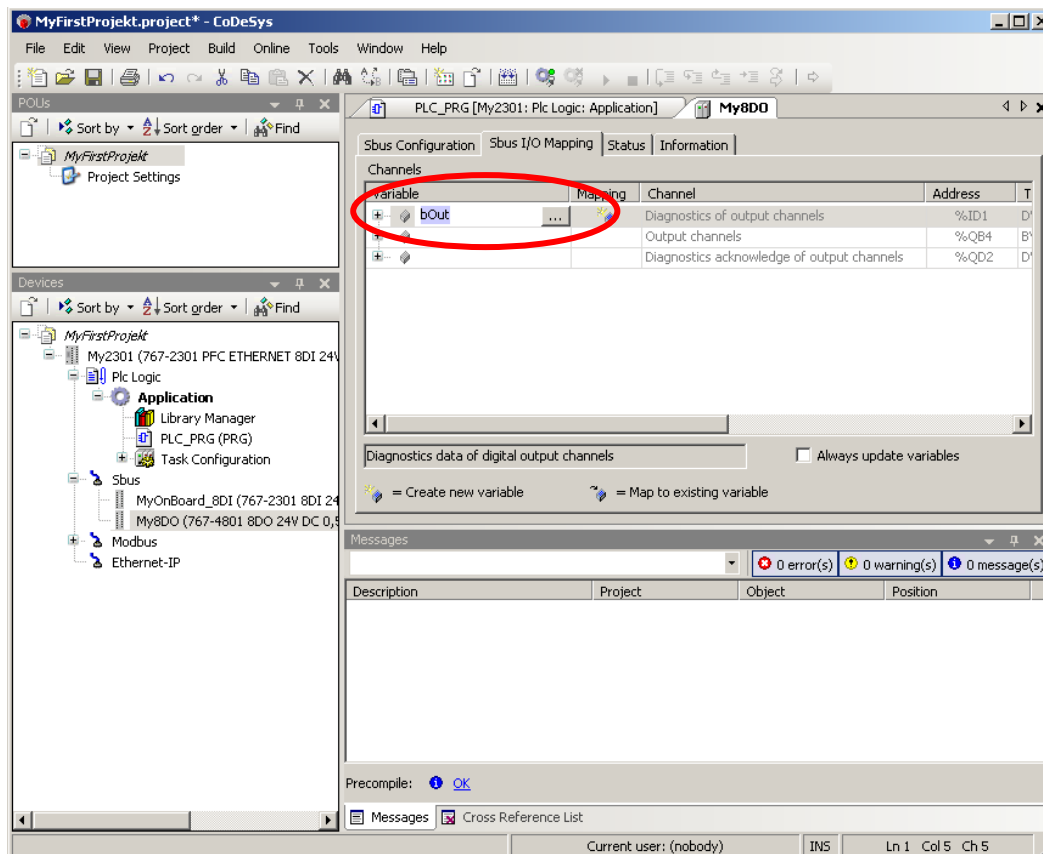 MyFirstProjekt.project* - CoDeSys
File Edit View Project Build Online Tools Window Help
POUs
Sort by Sort order Find
MyFirstProjekt
Project Settings
Devices
Sort by Sort order Find
MyFirstProjekt
My2301 (767-2301 PFC ETHERNET 8DI 24V
Plc Logic
Application
Library Manager
PLC_PRG (PRG)
Task Configuration
Sbus
MyOnBoard_8DI (767-2301 8DI 24
My8DO (767-4801 8DO 24V DC 0,5
Modbus
Ethernet-IP
PLC_PRG [My2301: Plc Logic: Application] My8DO
Sbus Configuration Sbus I/O Mapping Status Information
Channels
Variable Mapping Channel Address T
bOut ... Diagnostics of output channels %ID1 D
Output channels %QB4 B
Diagnostics acknowledge of output channels %QD2 D
Diagnostics data of digital output channels Always update variables
= Create new variable = Map to existing variable
Messages
0 error(s) 0 warning(s) 0 message(s)
Description Project Object Position
Precompile: OK
Messages Cross Reference List
Current user: (nobody) INS Ln 1 Col 5 Ch 5